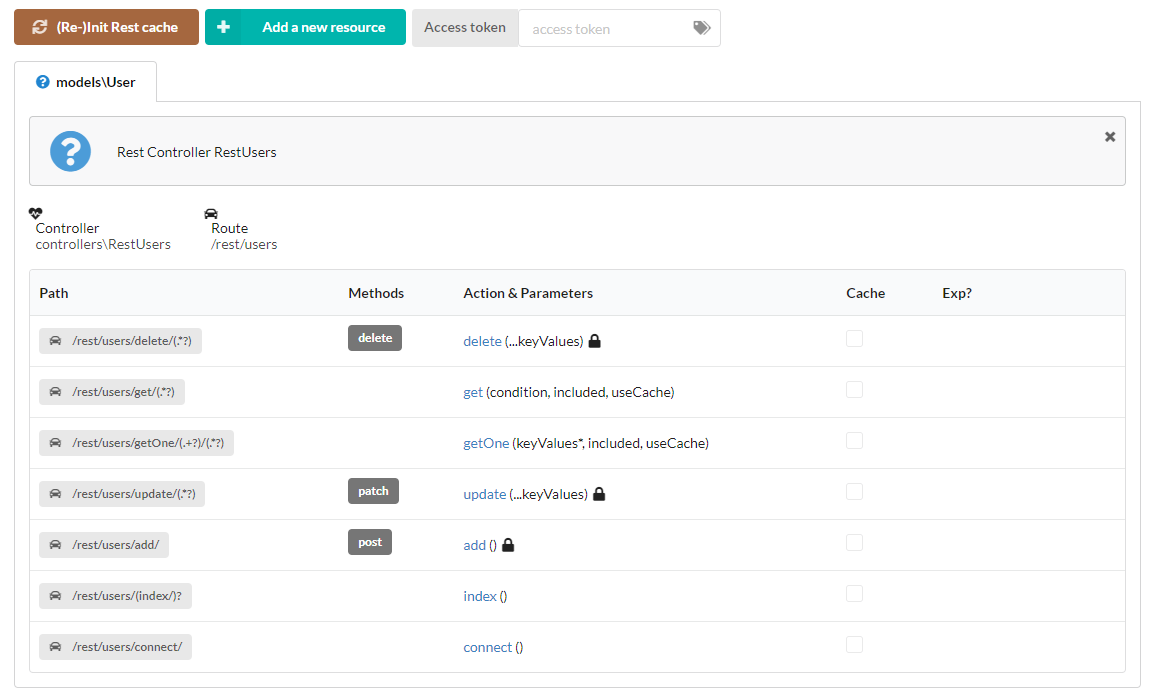 (Re-)Init Rest cache Add a new resource Access token access token
models\User
Rest Controller RestUsers
Controller Route
controllers\RestUsers /rest/users
Path Methods Action & Parameters Cache Exp?
/rest/users/delete/(.*?) delete delete (...keyValues)
/rest/users/get/(.*?) get (condition, included, useCache)
/rest/users/getOne/(.+?)/(.*?) getOne (keyValues*, included, useCache)
/rest/users/update/(.*?) patch update (...keyValues)
/rest/users/add/ post add ()
/rest/users/(index/)? index ()
/rest/users/connect/ connect ()